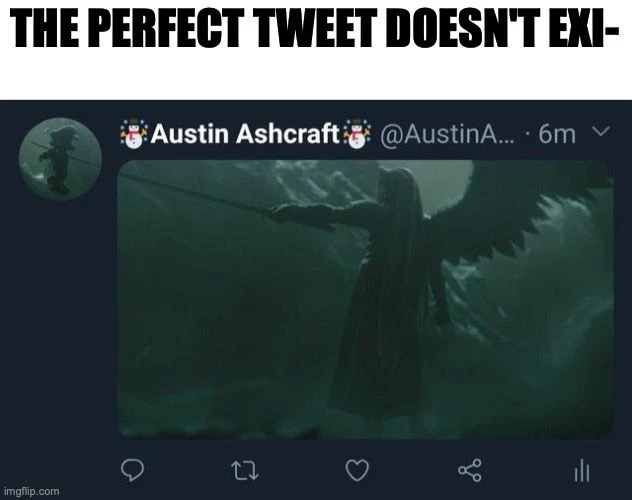 THE PERFECT TWEET DOESN'T EXI-
⛄Austin Ashcraft⛄ @AustinA... · 6m
imgflip.com